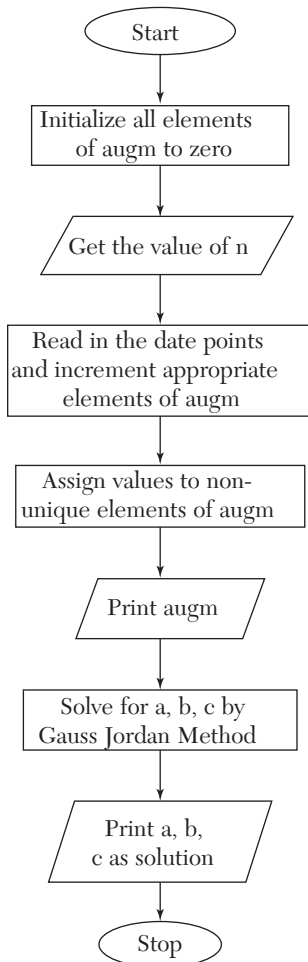 Start
Initialize all elements
of augm to zero
Get the value of n
Read in the date points
and increment appropriate
elements of augm
Assign values to non-
unique elements of augm
Print augm
Solve for a, b, c by
Gauss Jordan Method
Print a, b,
c as solution
Stop